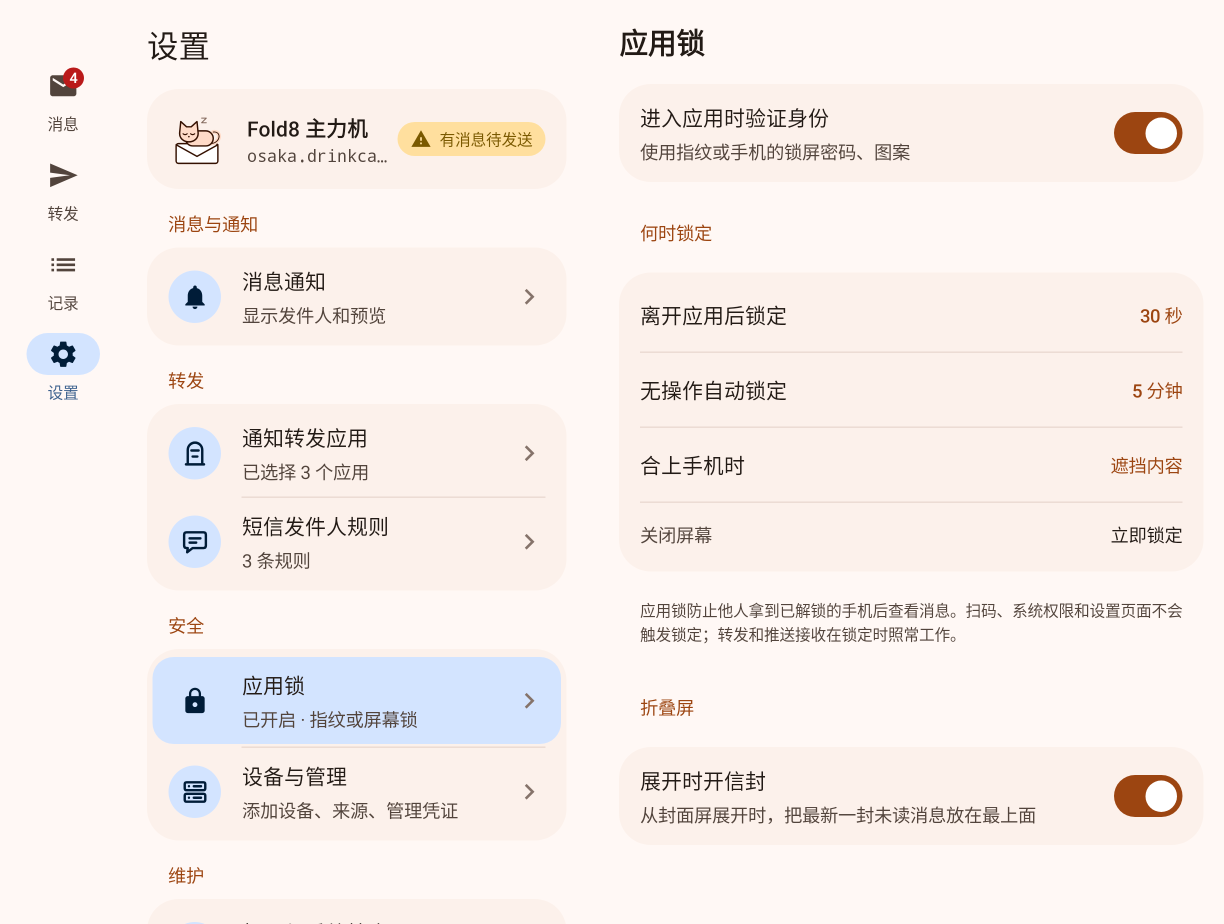 4
消息
转发
记录
设置
设置
Fold8 主力机
osaka.drinkca…
有消息待发送
消息与通知
消息通知
显示发件人和预览
转发
通知转发应用
已选择 3 个应用
短信发件人规则
3 条规则
安全
应用锁
已开启 · 指纹或屏幕锁
设备与管理
添加设备、来源、管理凭证
维护
应用锁
进入应用时验证身份
使用指纹或手机的锁屏密码、图案
何时锁定
离开应用后锁定
30 秒
无操作自动锁定
5 分钟
合上手机时
遮挡内容
关闭屏幕
立即锁定
应用锁防止他人拿到已解锁的手机后查看消息。扫码、系统权限和设置页面不会
触发锁定；转发和推送接收在锁定时照常工作。
折叠屏
展开时开信封
从封面屏展开时，把最新一封未读消息放在最上面